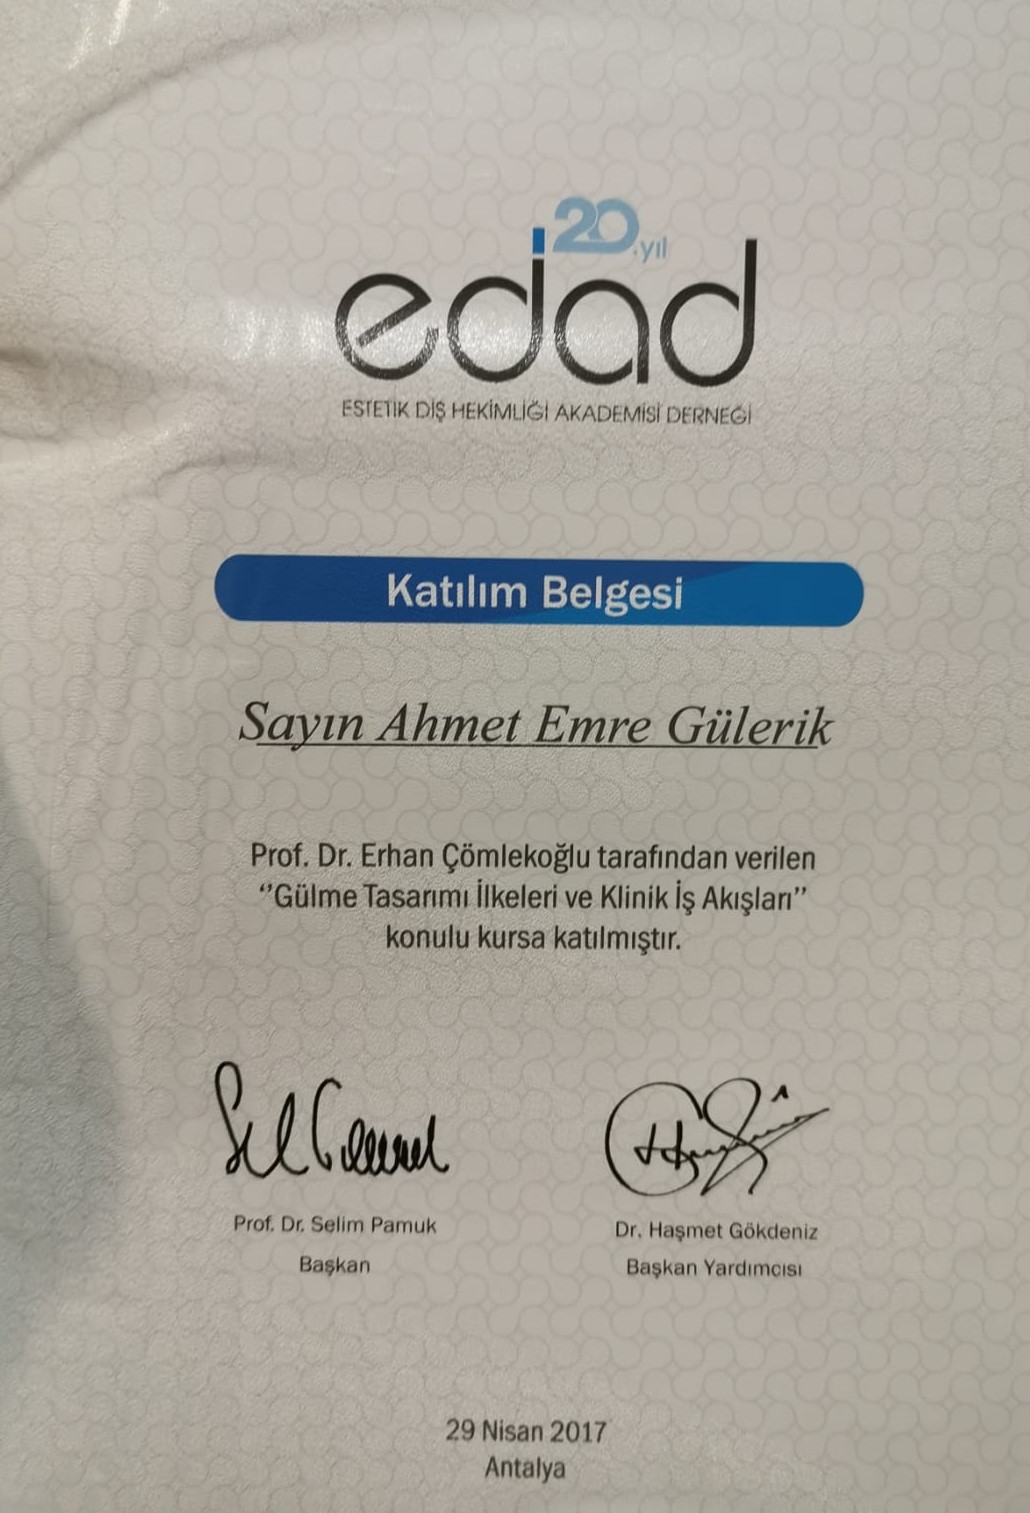 20.yıl
edad
ESTETİK DİŞ HEKİMLİĞİ AKADEMİSİ DERNEĞİ
Katılım Belgesi
Sayın Ahmet Emre Gülerik
Prof. Dr. Erhan Çömlekoğlu tarafından verilen
‘’Gülme Tasarımı İlkeleri ve Klinik İş Akışları’’
konulu kursa katılmıştır.
Prof. Dr. Selim Pamuk
Başkan
Dr. Haşmet Gökdeniz
Başkan Yardımcısı
29 Nisan 2017
Antalya